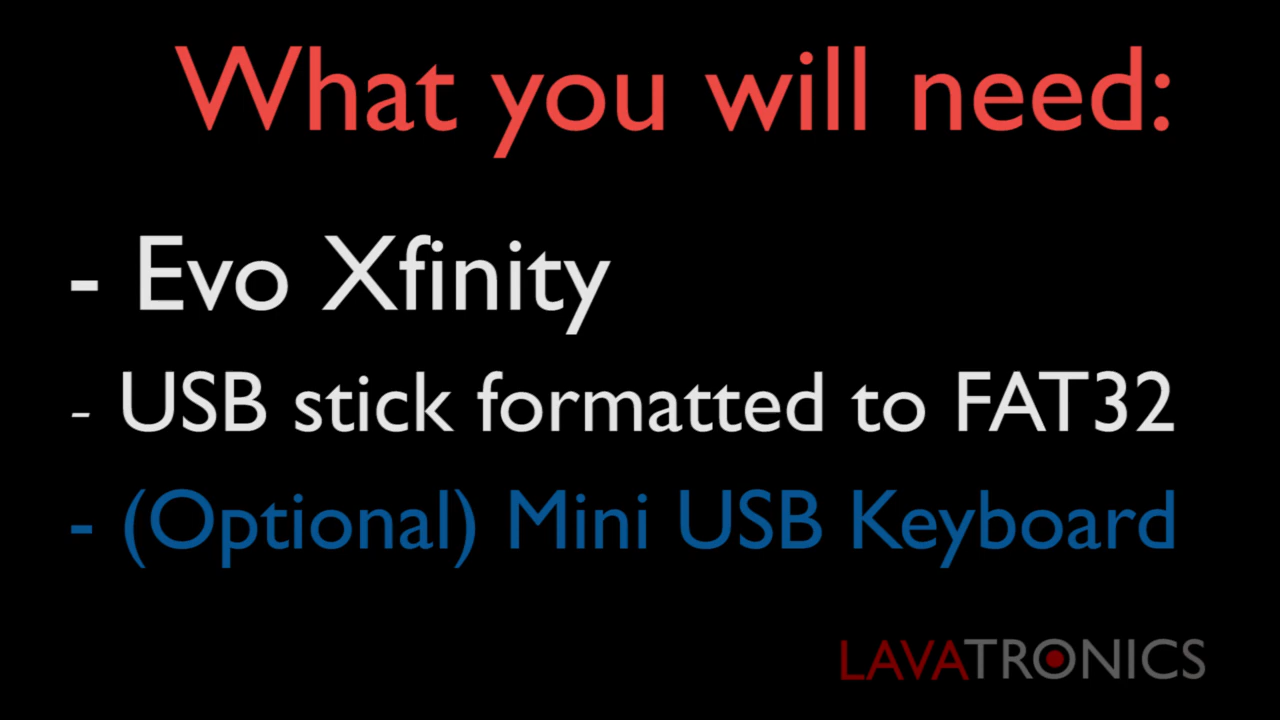 What you will need:
- Evo Xfinity
- USB stick formatted to FAT32
- (Optional) Mini USB Keyboard
LAVATRONICS